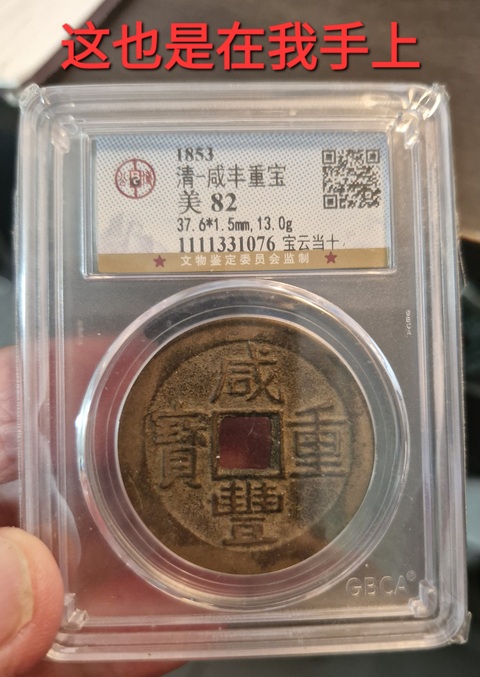 这也是在我手上
1853
清-咸丰重宝
美 82
37.6*1.5mm, 13.0g
1111331076 宝云当十
文物鉴定委员会监制
咸
寶 重
豐
GBCA®